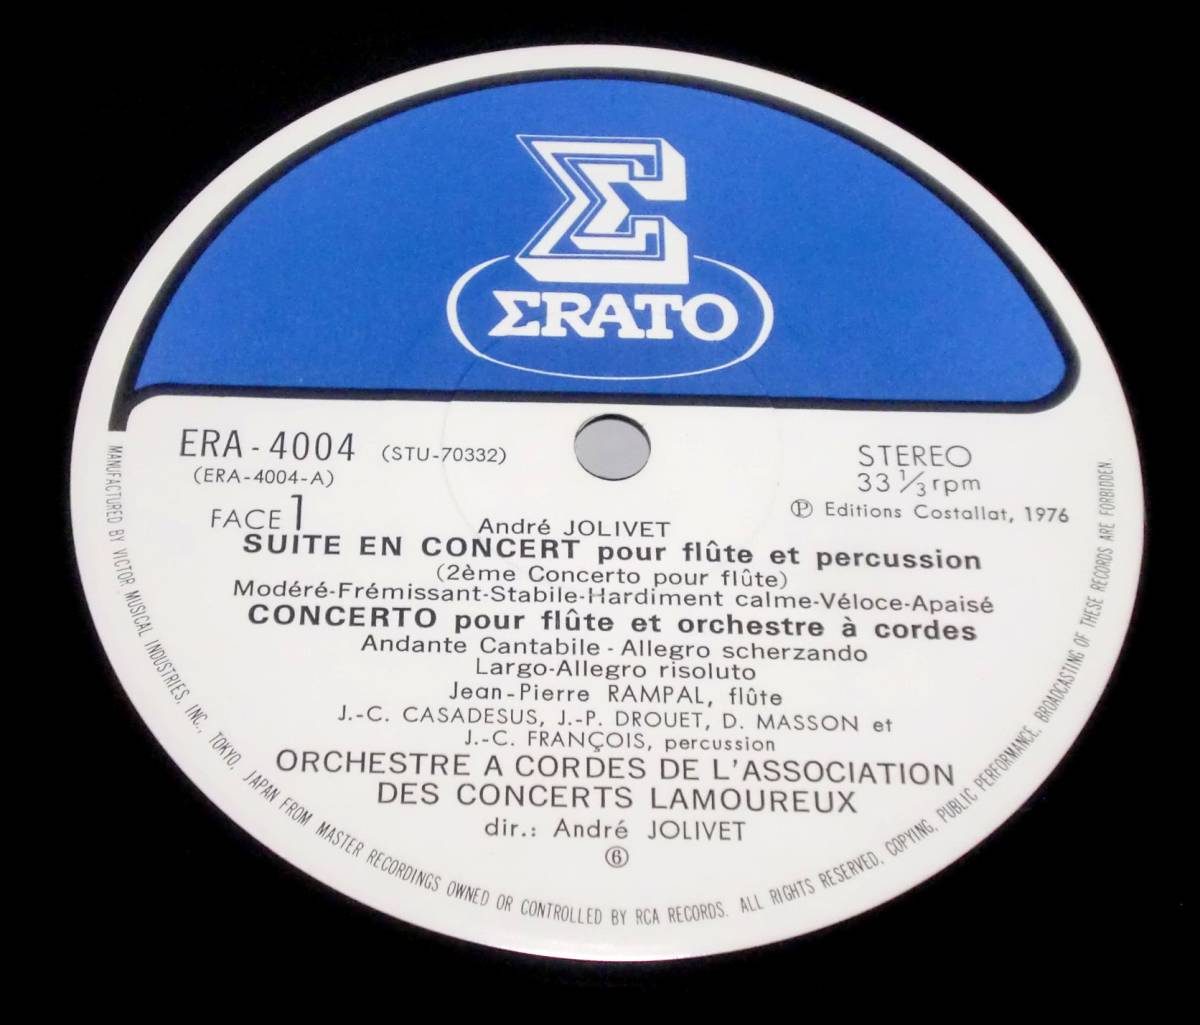 Σ
ΣRATO
ERA-4004 (STU-70332)
(ERA-4004-A)
STEREO
33 1/3 rpm
FACE 1
Ⓟ Editions Costallat, 1976
André JOLIVET
SUITE EN CONCERT pour flûte et percussion
(2ème Concerto pour flûte)
Modéré-Frémissant-Stabile-Hardiment calme-Véloce-Apaisé
CONCERTO pour flûte et orchestre à cordes
Andante Cantabile - Allegro scherzando
Largo-Allegro risoluto
Jean-Pierre RAMPAL, flûte
J.-C. CASADESUS, J.-P. DROUET, D. MASSON et
J.-C. FRANÇOIS, percussion
ORCHESTRE A CORDES DE L'ASSOCIATION
DES CONCERTS LAMOUREUX
dir.: André JOLIVET
⑥
MANUFACTURED BY VICTOR MUSICAL INDUSTRIES, INC., TOKYO, JAPAN FROM MASTER RECORDINGS OWNED OR CONTROLLED BY RCA RECORDS. ALL RIGHTS RESERVED, COPYING, PUBLIC PERFORMANCE, BROADCASTING OF THESE RECORDS ARE FORBIDDEN.